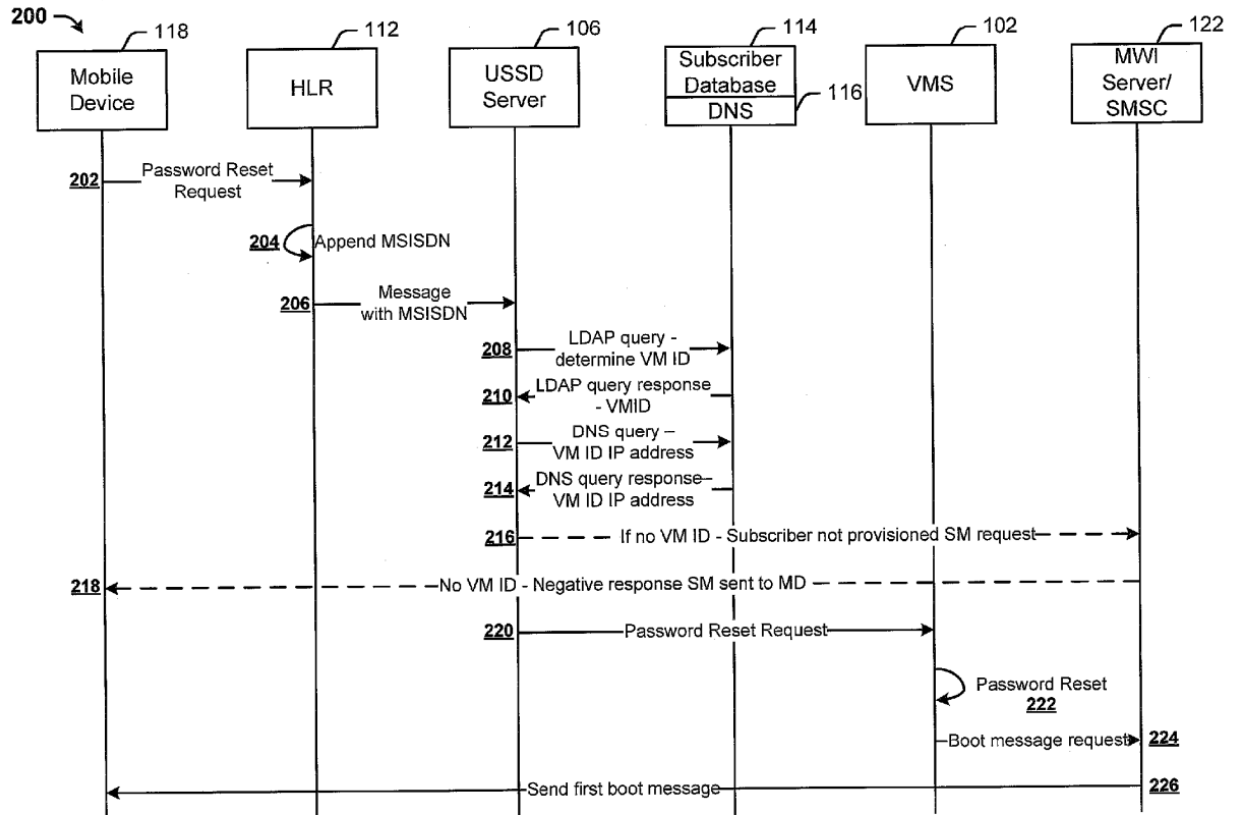 200
118
112
106
114
102
122
Mobile
Device
HLR
USSD
Server
Subscriber
Database
DNS
116
VMS
MWI
Server/
SMSC
202
Password Reset
Request
204
Append MSISDN
206
Message
with MSISDN
208
LDAP query -
determine VM ID
210
LDAP query response
- VMID
212
DNS query –
VM ID IP address
214
DNS query response–
VM ID IP address
216
If no VM ID - Subscriber not provisioned SM request
218
No VM ID - Negative response SM sent to MD
220
Password Reset Request
Password Reset
222
Boot message request
224
Send first boot message
226